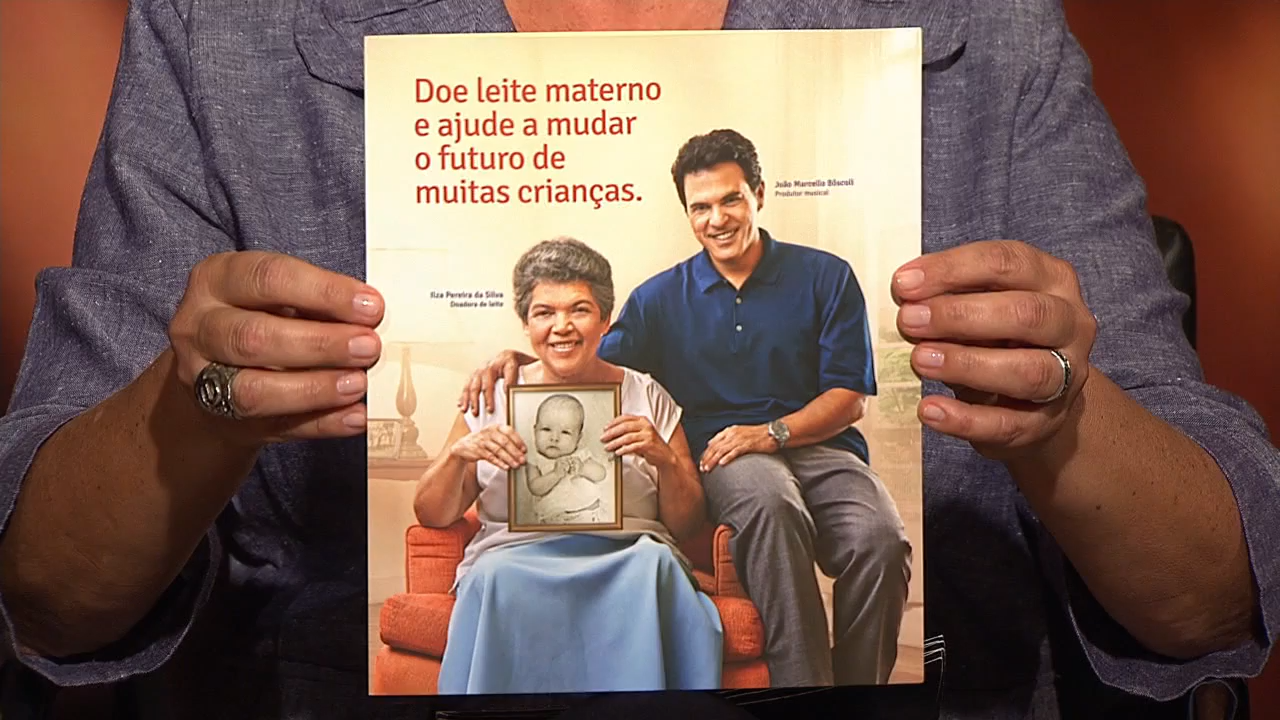 Doe leite materno
e ajude a mudar
o futuro de
muitas crianças.
João Marcello Bôscoli
Produtor musical
Ilza Pereira da Silva
Doadora de leite